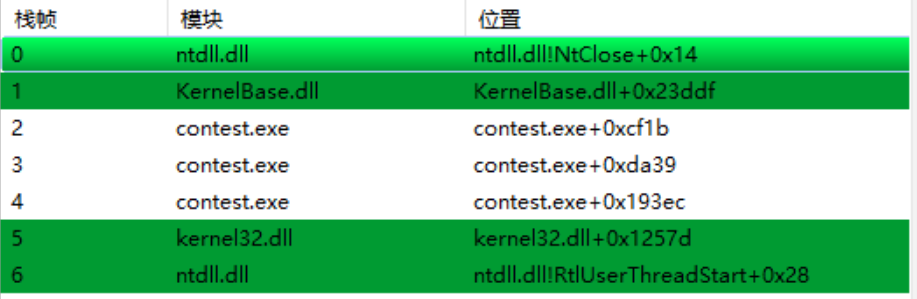 栈帧 模块 位置
0 ntdll.dll ntdll.dll!NtClose+0x14
1 KernelBase.dll KernelBase.dll+0x23ddf
2 contest.exe contest.exe+0xcf1b
3 contest.exe contest.exe+0xda39
4 contest.exe contest.exe+0x193ec
5 kernel32.dll kernel32.dll+0x1257d
6 ntdll.dll ntdll.dll!RtlUserThreadStart+0x28